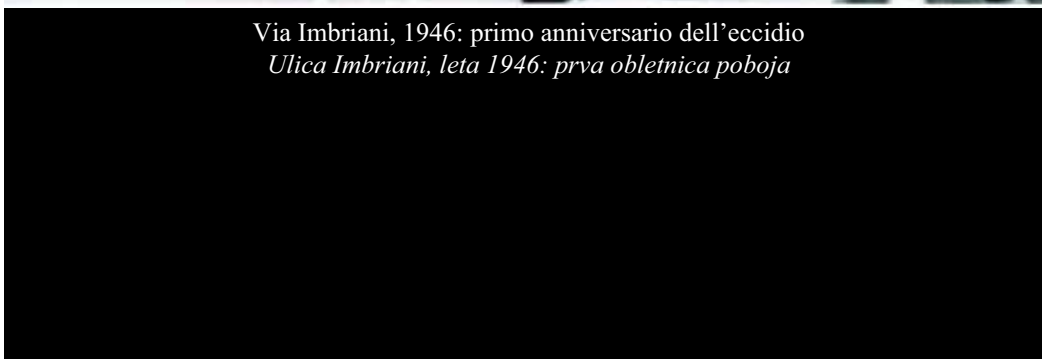 Via Imbriani, 1946: primo anniversario dell’eccidio
Ulica Imbriani, leta 1946: prva obletnica poboja